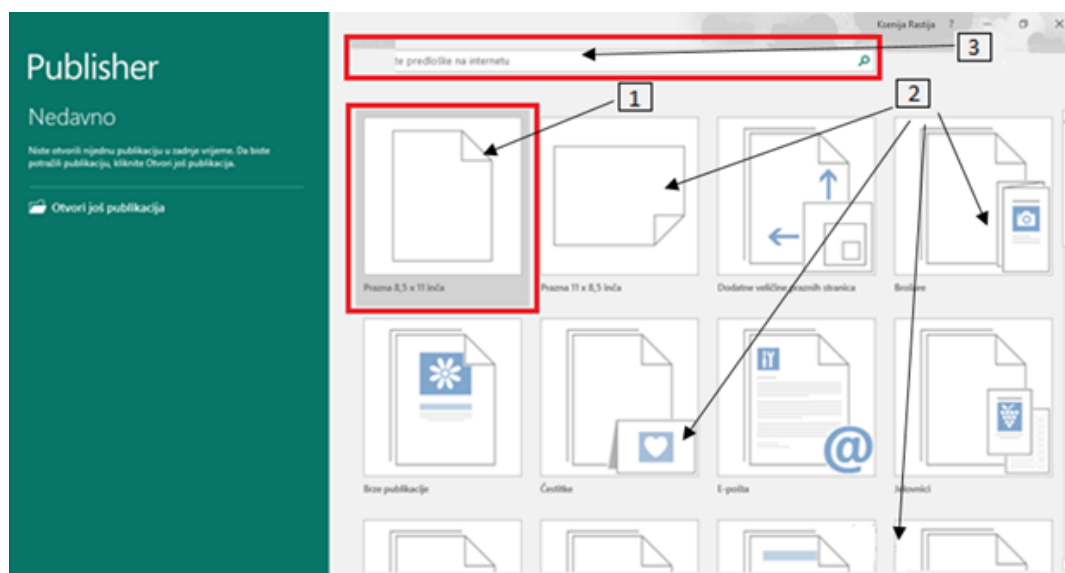 Ksenija Rastija ?
Publisher
3
te predloške na internetu
Nedavno
1
2
Niste otvorili nijednu publikaciju u zadnje vrijeme. Da biste
potražili publikaciju, kliknite Otvori još publikacija.
Otvori još publikacija
Prazna 8,5 x 11 inča
Prazna 11 x 8,5 inča
Dodatne veličine praznih stranica
Brošure
Brze publikacije
Čestitke
@
E-pošta
Jelovnici